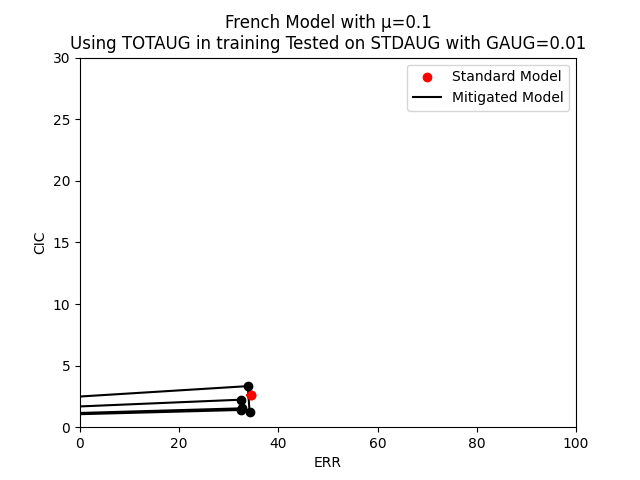 French Model with μ=0.1
Using TOTAUG in training Tested on STDAUG with GAUG=0.01
Standard Model
Mitigated Model
30
25
20
15
10
5
0
CIC
0 20 40 60 80 100
ERR